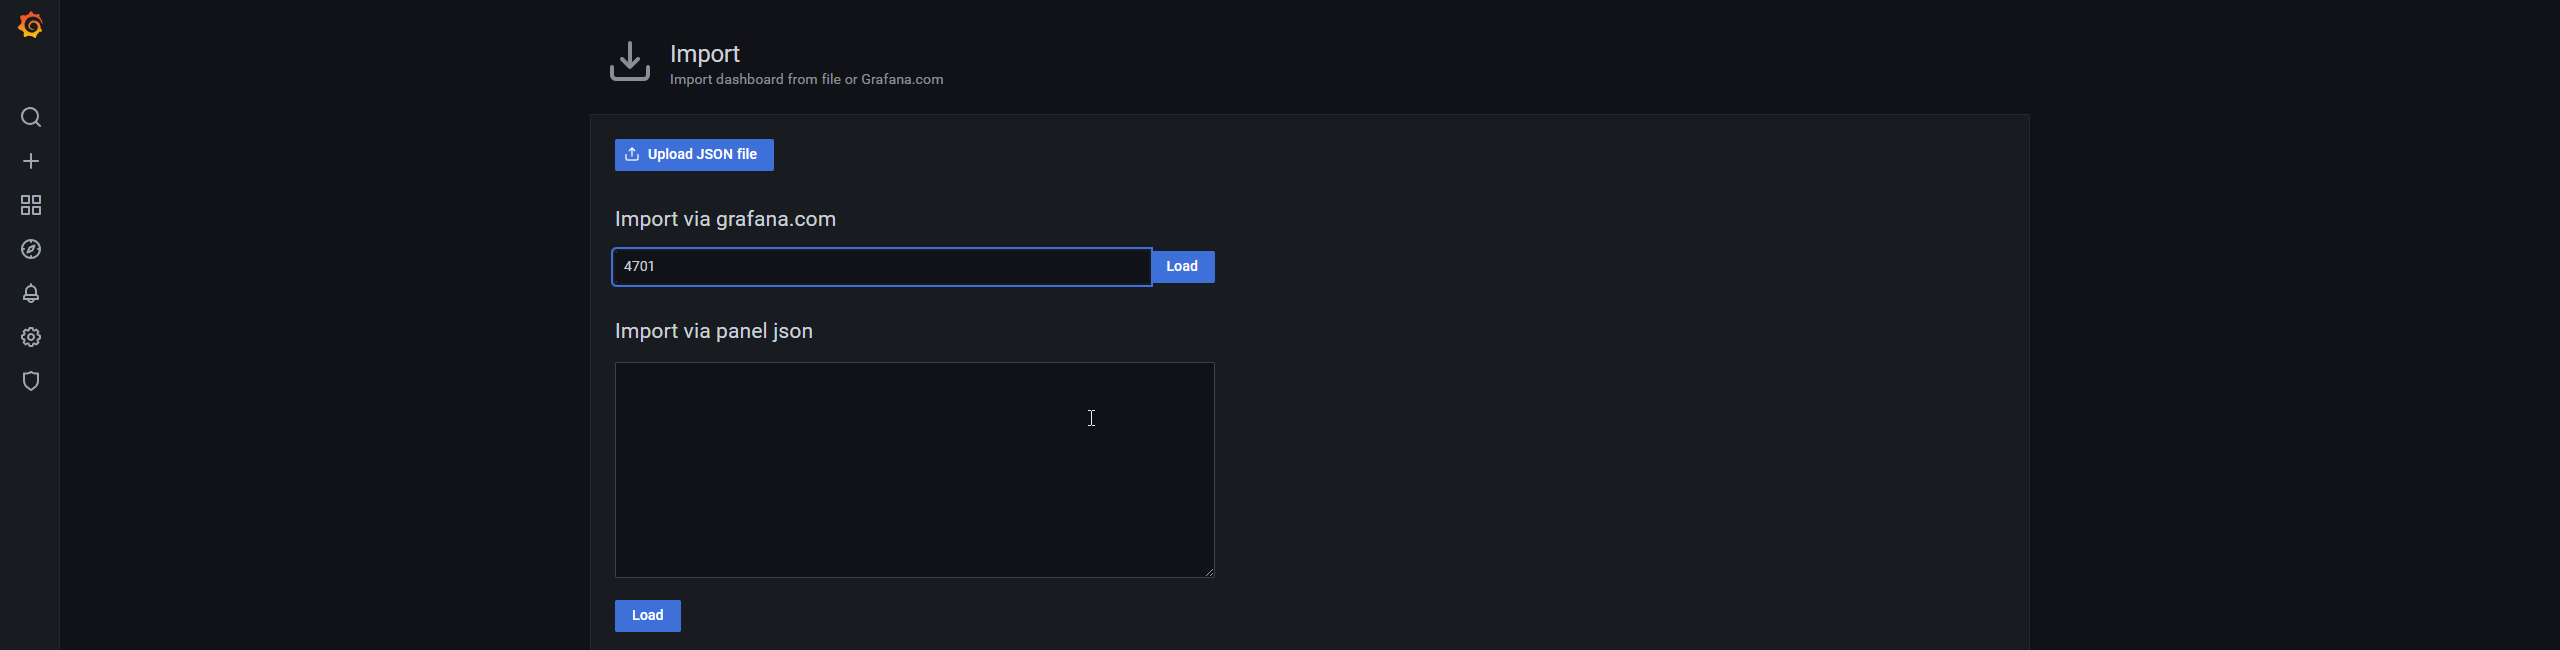 Import
Import dashboard from file or Grafana.com
Upload JSON file
Import via grafana.com
4701
Load
Import via panel json
Load